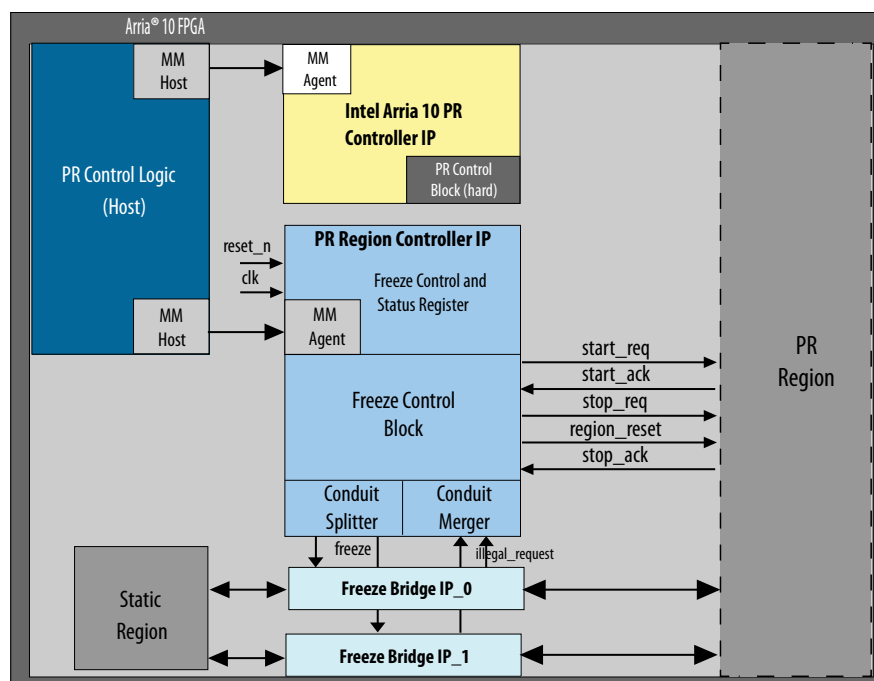 Arria® 10 FPGA
MM
Host
MM
Agent
Intel Arria 10 PR
Controller IP
PR Control
Block (hard)
PR Control Logic
(Host)
PR Region Controller IP
reset_n
clk
Freeze Control and
Status Register
MM
Host
MM
Agent
start_req
start_ack
stop_req
region_reset
stop_ack
PR
Region
Freeze Control
Block
Conduit
Splitter
Conduit
Merger
freeze
illegal_request
Static
Region
Freeze Bridge IP_0
Freeze Bridge IP_1